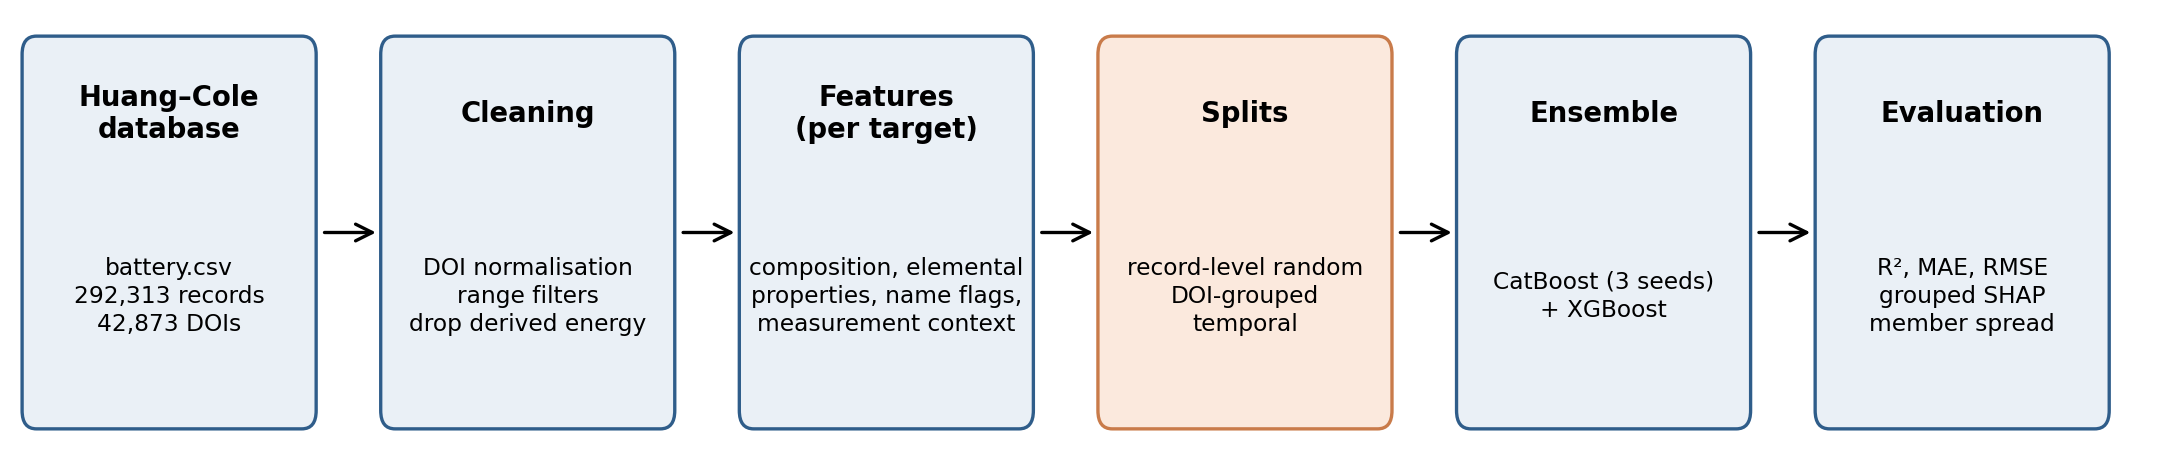 Huang–Cole
database
battery.csv
292,313 records
42,873 DOIs
Cleaning
DOI normalisation
range filters
drop derived energy
Features
(per target)
composition, elemental
properties, name flags,
measurement context
Splits
record-level random
DOI-grouped
temporal
Ensemble
CatBoost (3 seeds)
+ XGBoost
Evaluation
R², MAE, RMSE
grouped SHAP
member spread